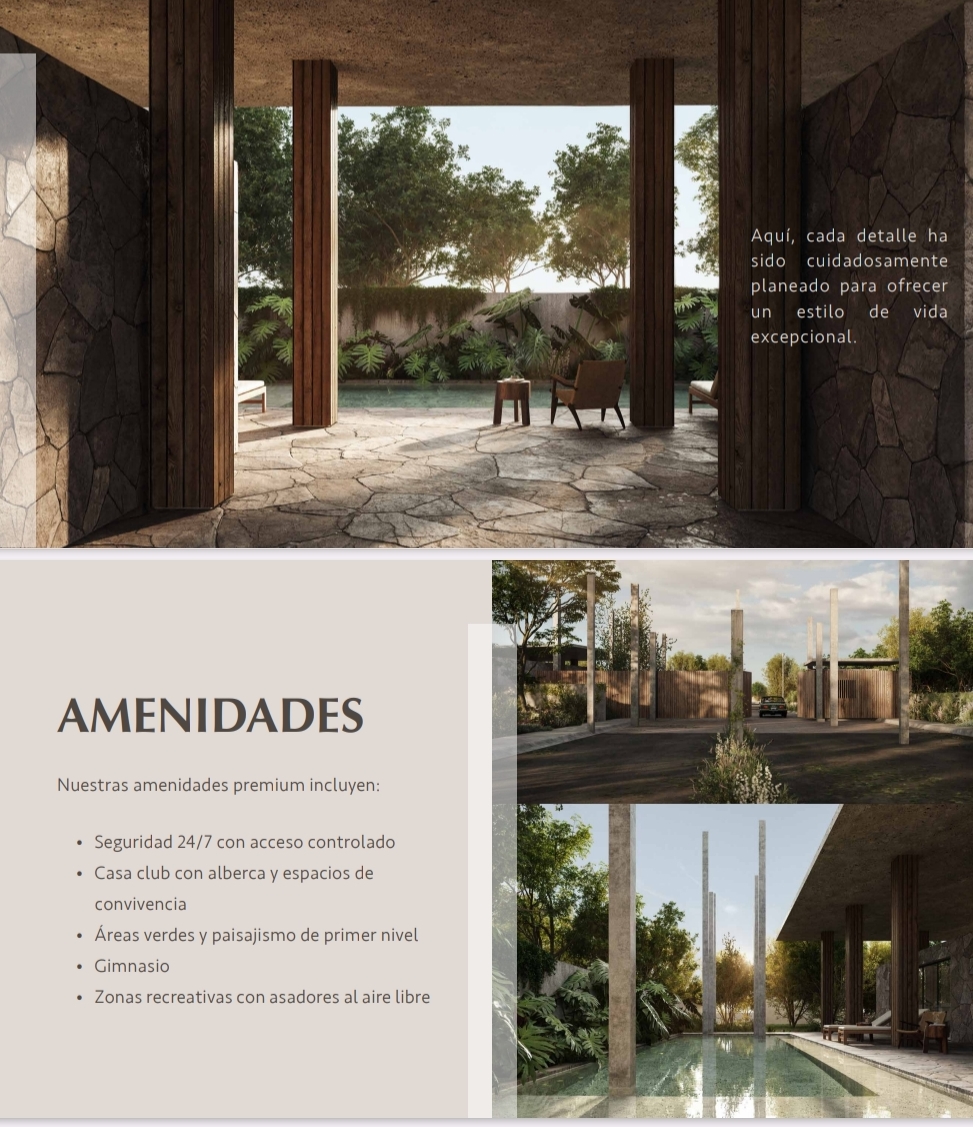 Aquí, cada detalle ha
sido cuidadosamente
planeado para ofrecer
un estilo de vida
excepcional.
AMENIDADES
Nuestras amenidades premium incluyen:
• Seguridad 24/7 con acceso controlado
• Casa club con alberca y espacios de
convivencia
• Áreas verdes y paisajismo de primer nivel
• Gimnasio
• Zonas recreativas con asadores al aire libre